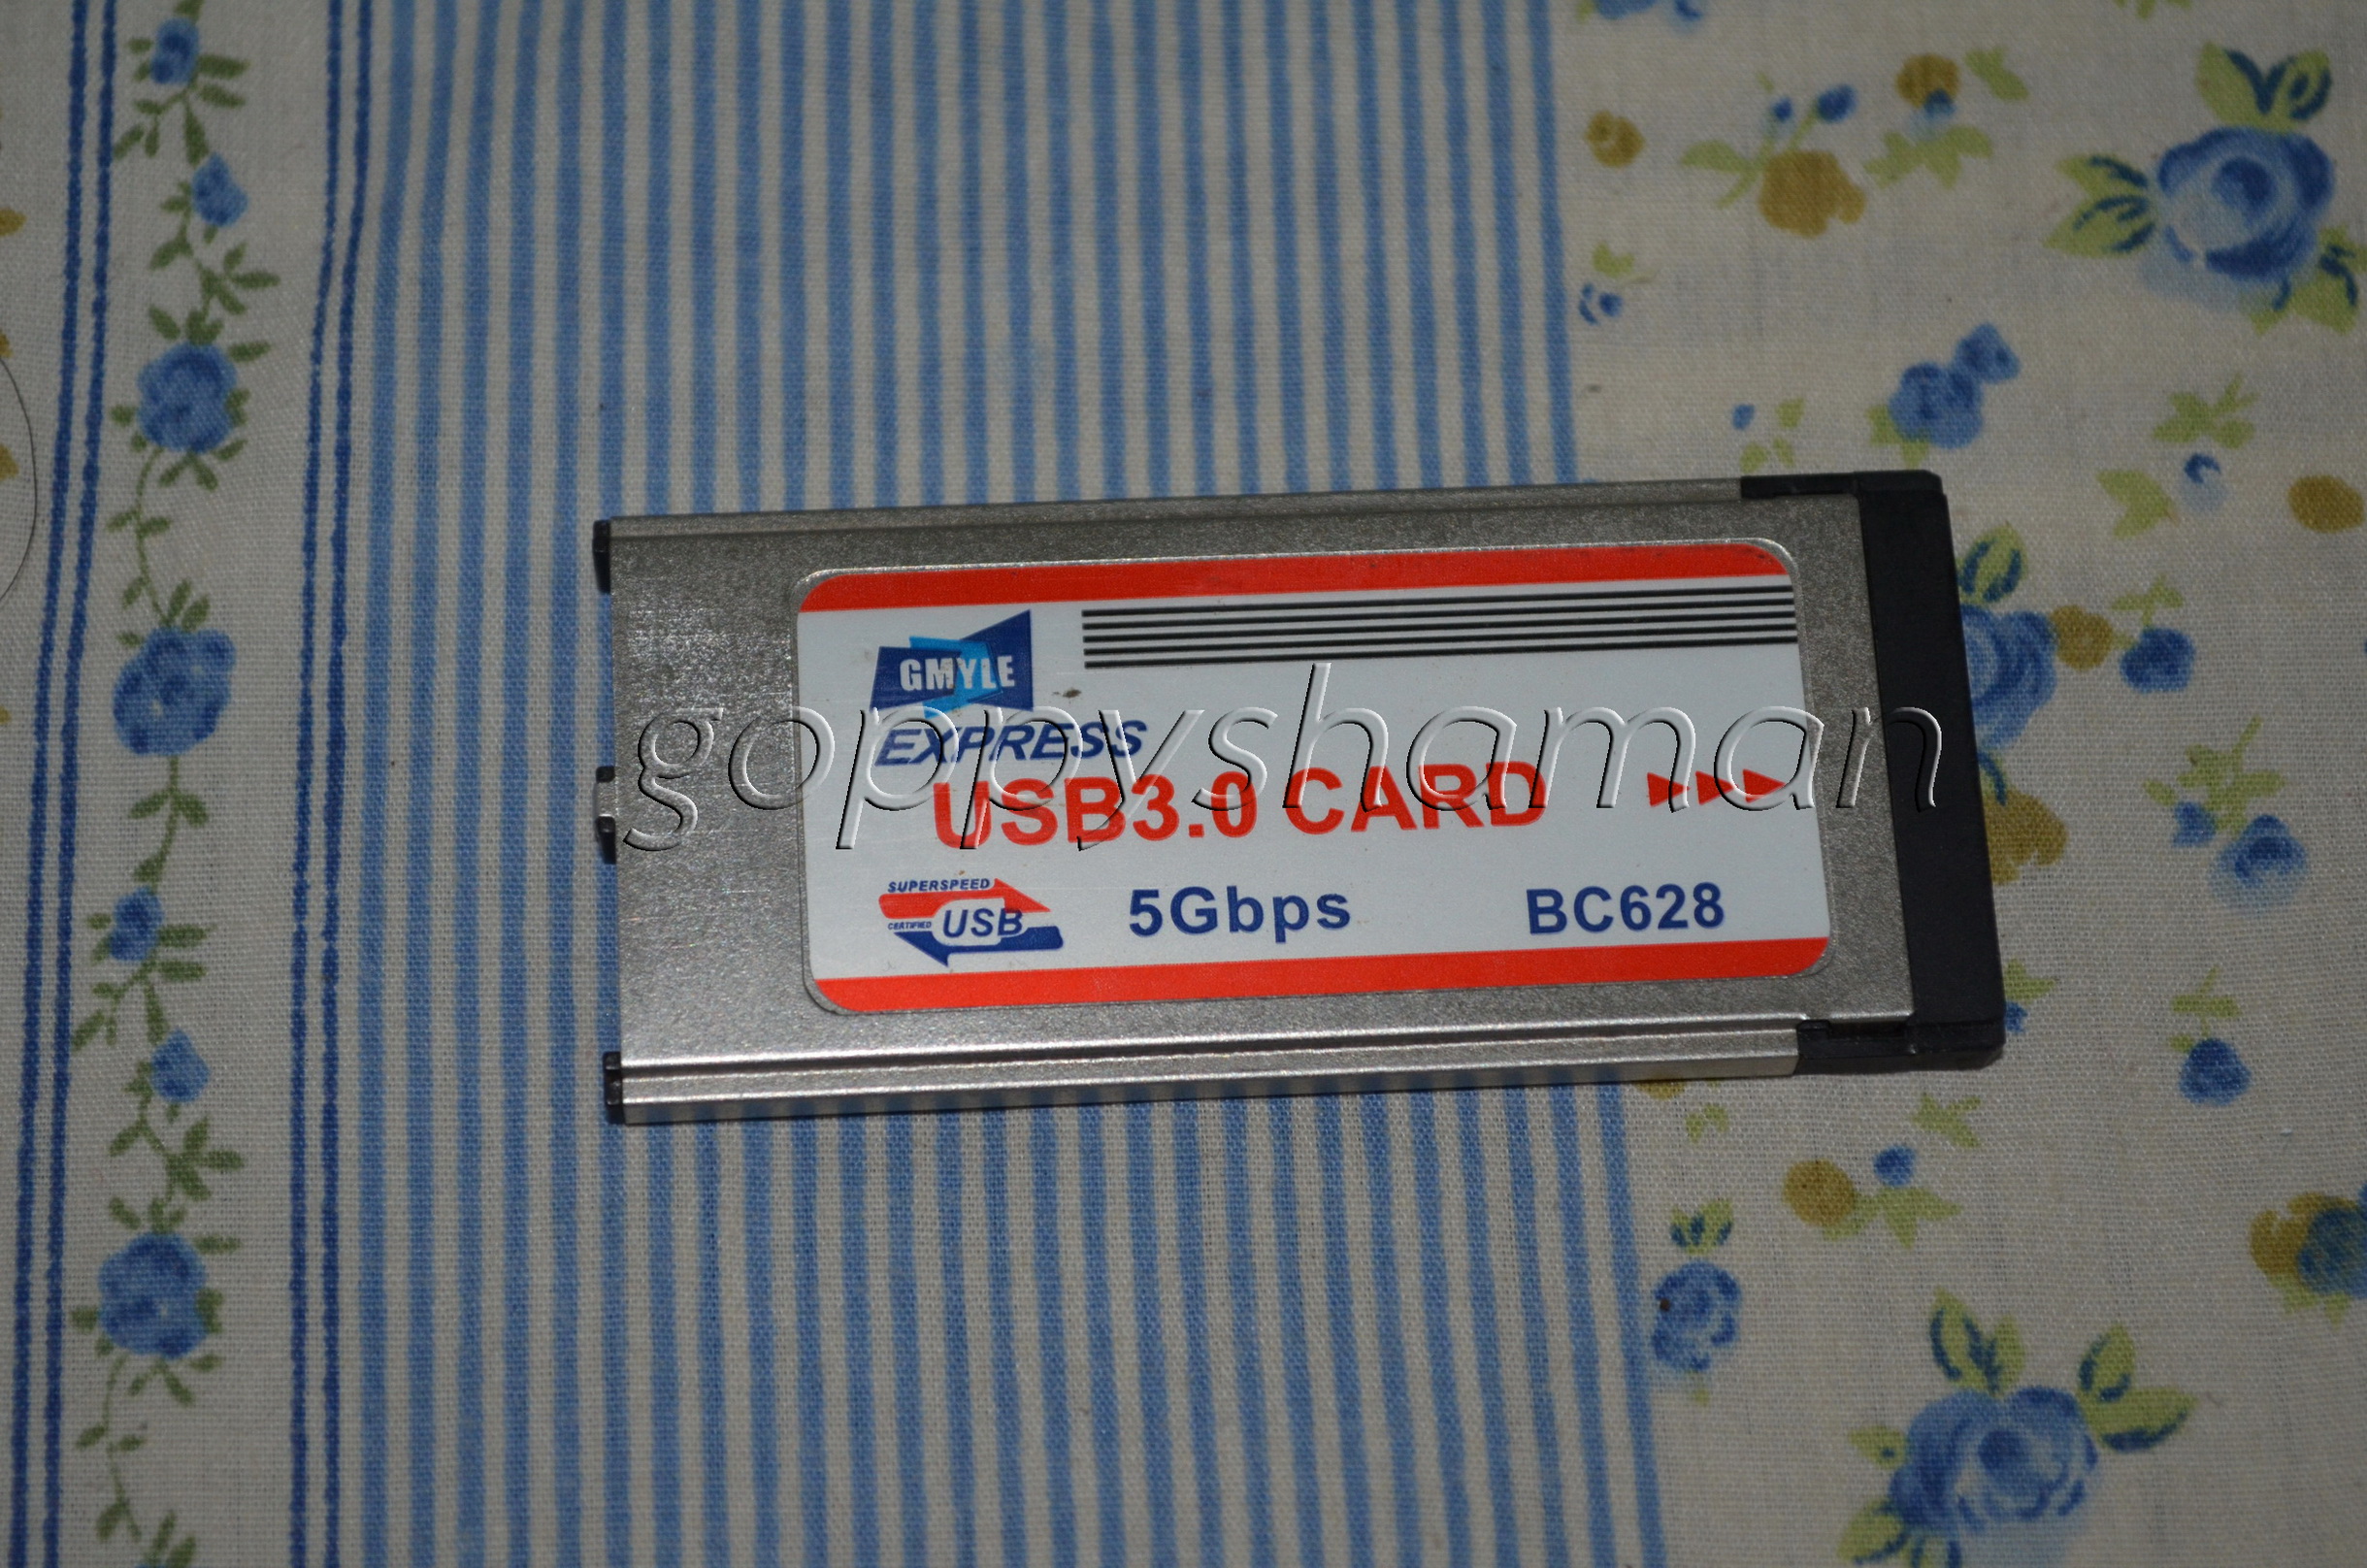 GMYLE
EXPRESS
goppyshaman
USB3.0 CARD
SUPERSPEED
CERTIFIED
USB
5Gbps
BC628